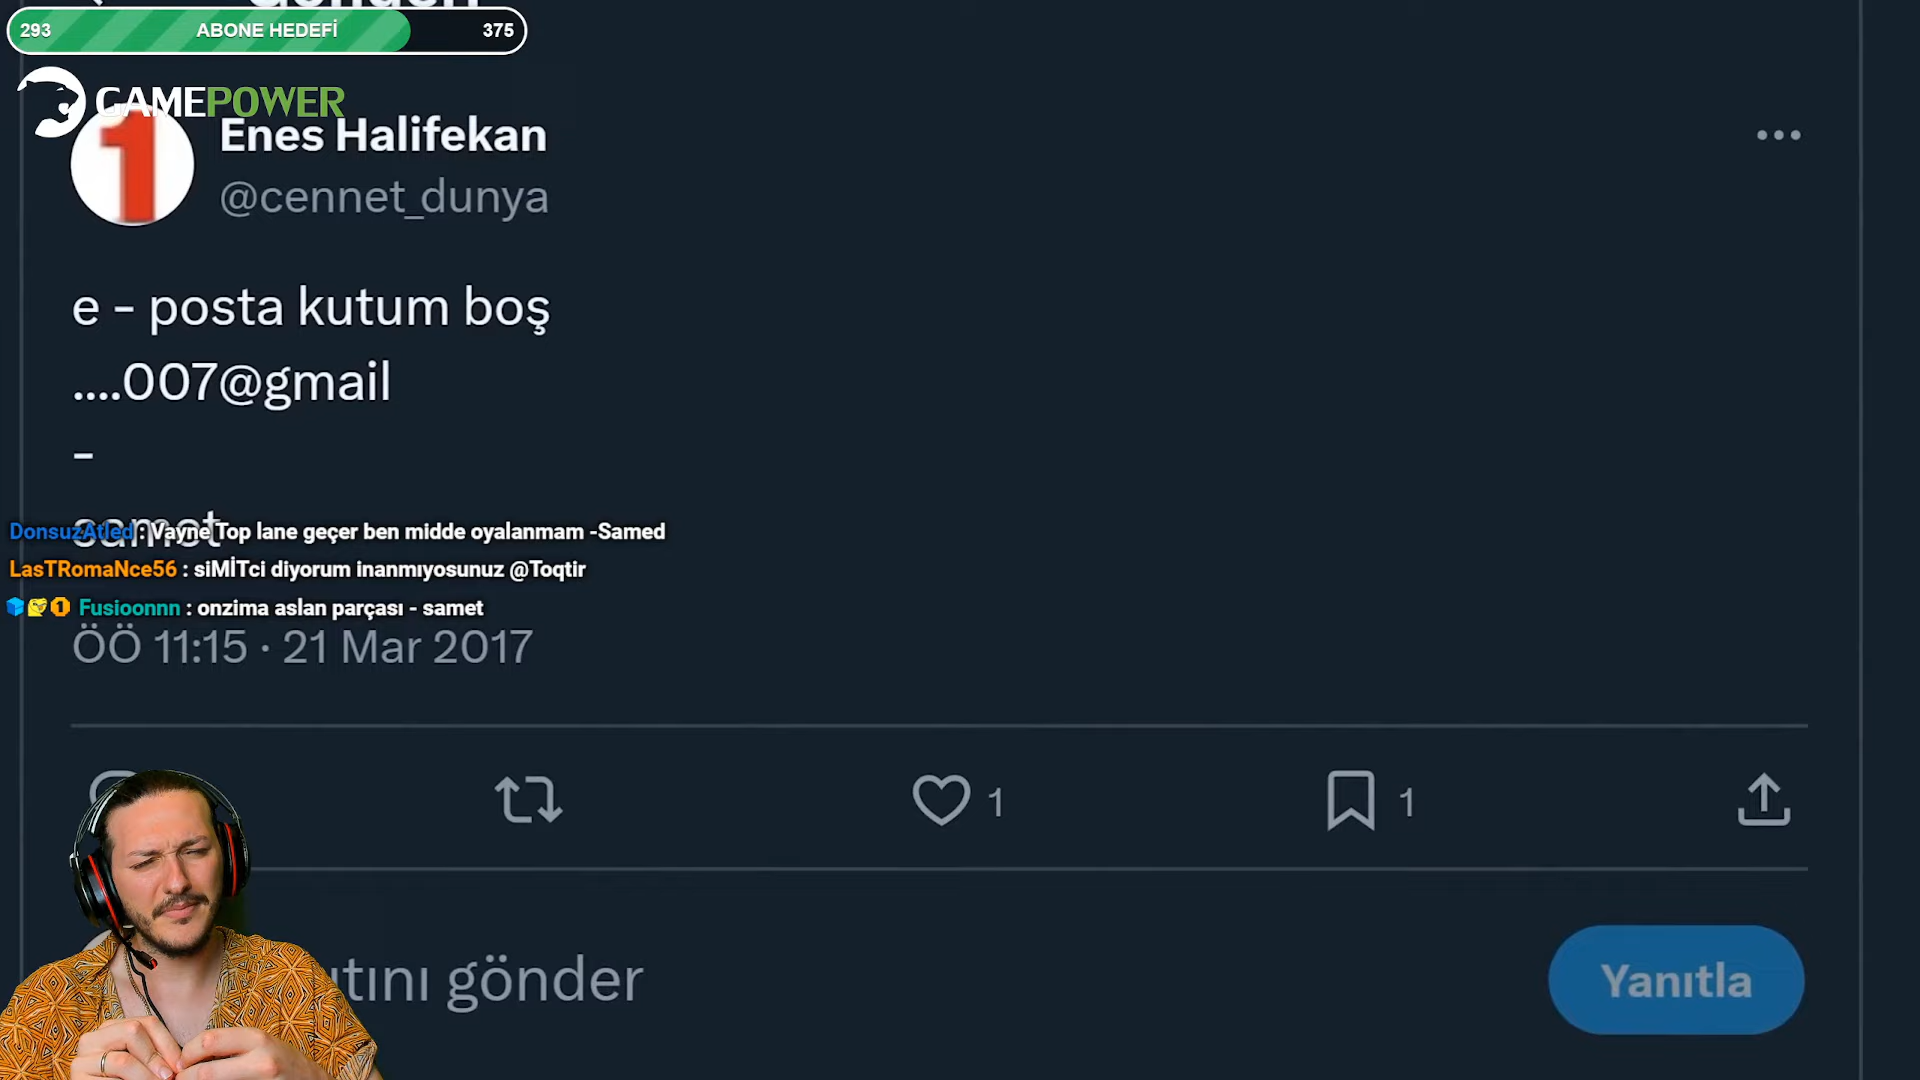 293 ABONE HEDEFİ 375
GAMEPOWER
Enes Halifekan
@cennet_dunya
e - posta kutum boş
....007@gmail
-
samet
DonsuzAtled : Vayne Top lane geçer ben midde oyalanmam -Samed
LasTRomaNce56 : siMİTci diyorum inanmıyosunuz @Toqtir
1 Fusioonnn : onzima aslan parçası - samet
ÖÖ 11:15 · 21 Mar 2017
1 1
gönder
Yanıtla